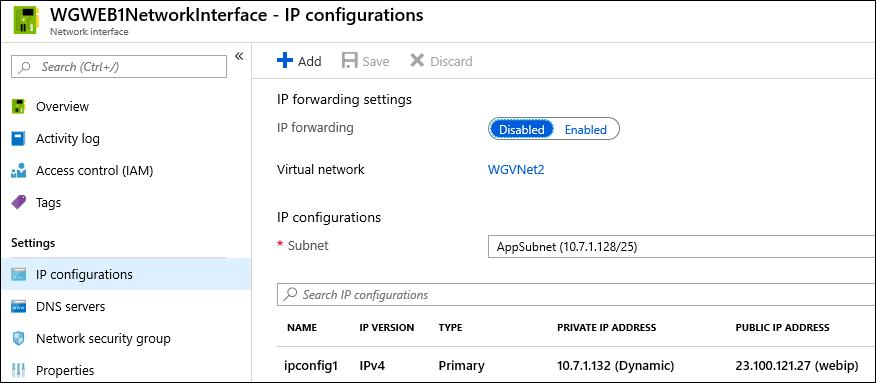 WGWEB1NetworkInterface - IP configurations
Network interface
«
Search (Ctrl+/)
Overview
Activity log
Access control (IAM)
Tags
Settings
IP configurations
DNS servers
Network security group
Properties
Add Save Discard
IP forwarding settings
IP forwarding Disabled Enabled
Virtual network WGVNet2
IP configurations
* Subnet AppSubnet (10.7.1.128/25)
Search IP configurations
NAME IP VERSION TYPE PRIVATE IP ADDRESS PUBLIC IP ADDRESS
ipconfig1 IPv4 Primary 10.7.1.132 (Dynamic) 23.100.121.27 (webip)